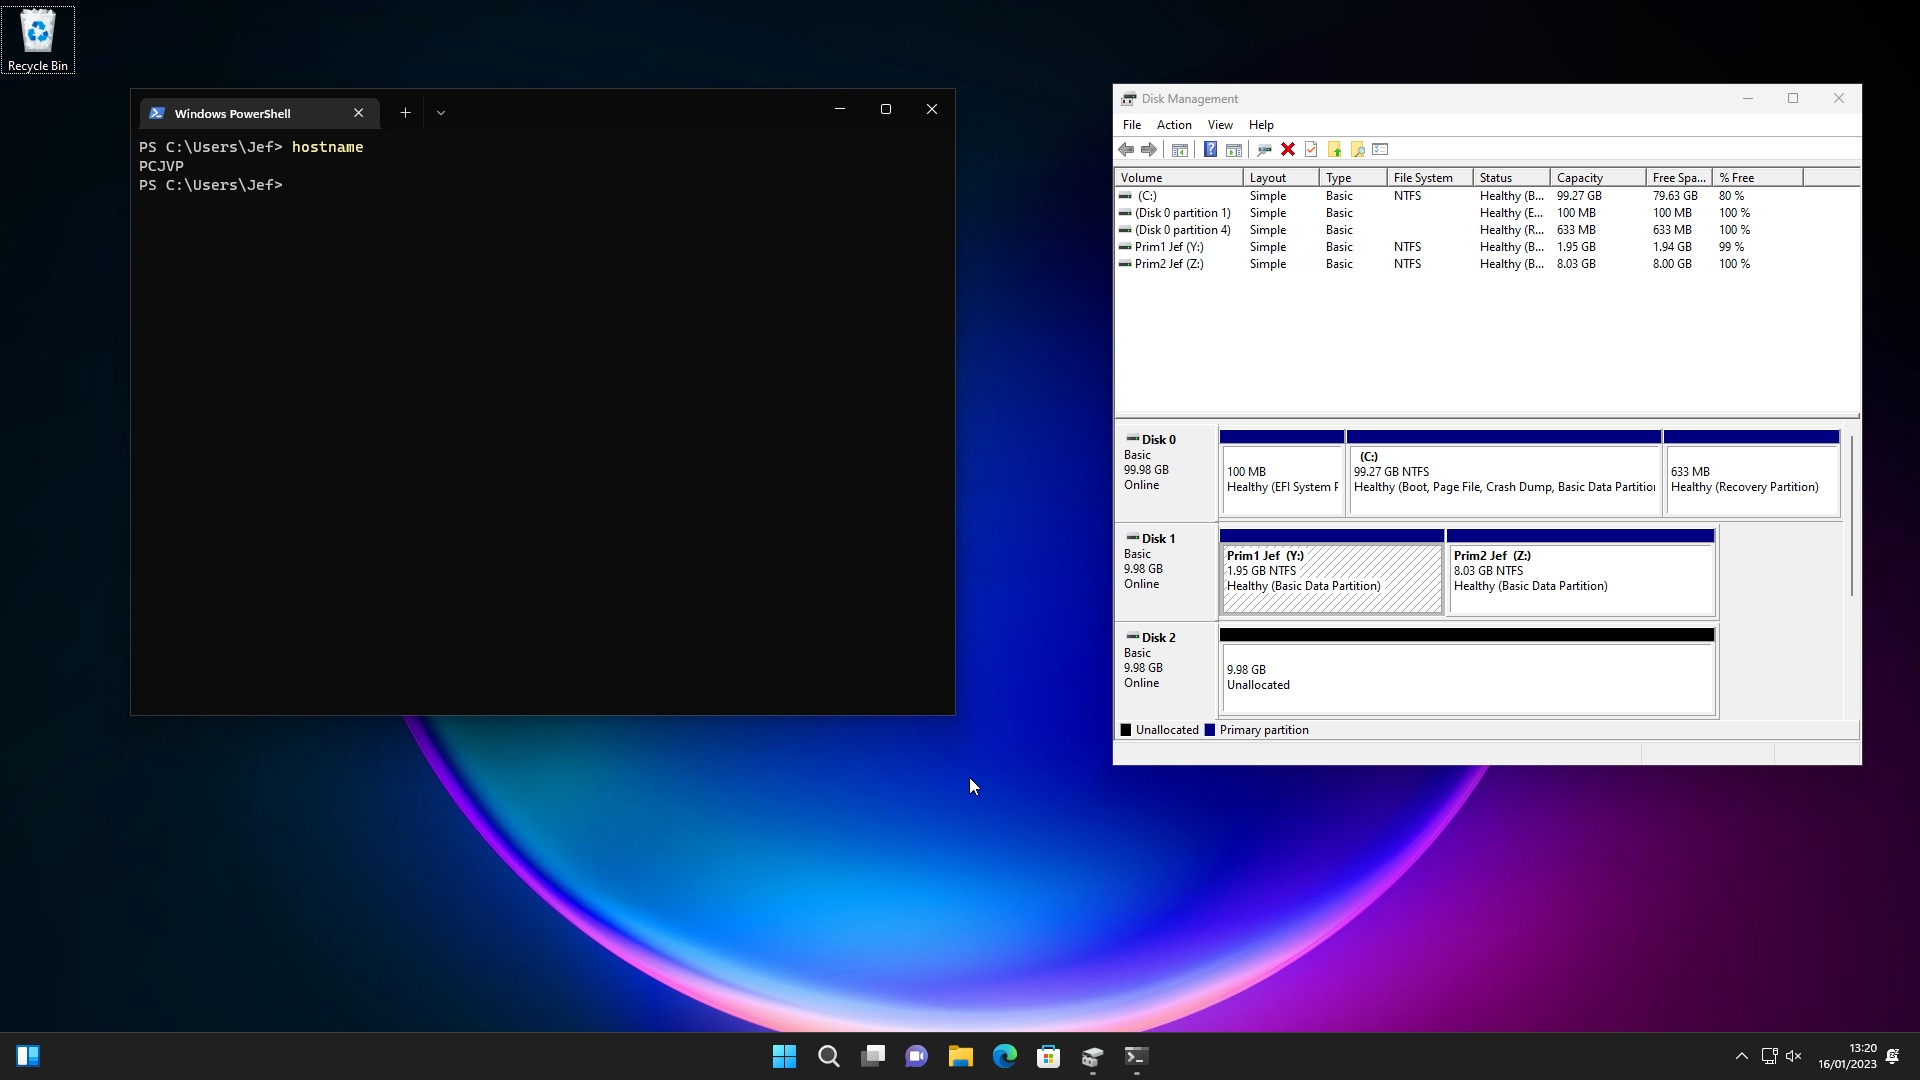 Recycle Bin
Windows PowerShell
PS C:\Users\Jef> hostname
PCJVP
PS C:\Users\Jef>
Disk Management
File Action View Help
Volume Layout Type File System Status Capacity Free Spa... % Free
(C:) Simple Basic NTFS Healthy (B... 99.27 GB 79.63 GB 80 %
(Disk 0 partition 1) Simple Basic Healthy (E... 100 MB 100 MB 100 %
(Disk 0 partition 4) Simple Basic Healthy (R... 633 MB 633 MB 100 %
Prim1 Jef (Y:) Simple Basic NTFS Healthy (B... 1.95 GB 1.94 GB 99 %
Prim2 Jef (Z:) Simple Basic NTFS Healthy (B... 8.03 GB 8.00 GB 100 %
Disk 0
Basic
99.98 GB
Online
100 MB
Healthy (EFI System P
(C:)
99.27 GB NTFS
Healthy (Boot, Page File, Crash Dump, Basic Data Partition
633 MB
Healthy (Recovery Partition)
Disk 1
Basic
9.98 GB
Online
Prim1 Jef (Y:)
1.95 GB NTFS
Healthy (Basic Data Partition)
Prim2 Jef (Z:)
8.03 GB NTFS
Healthy (Basic Data Partition)
Disk 2
Basic
9.98 GB
Online
9.98 GB
Unallocated
Unallocated Primary partition
13:20
16/01/2023